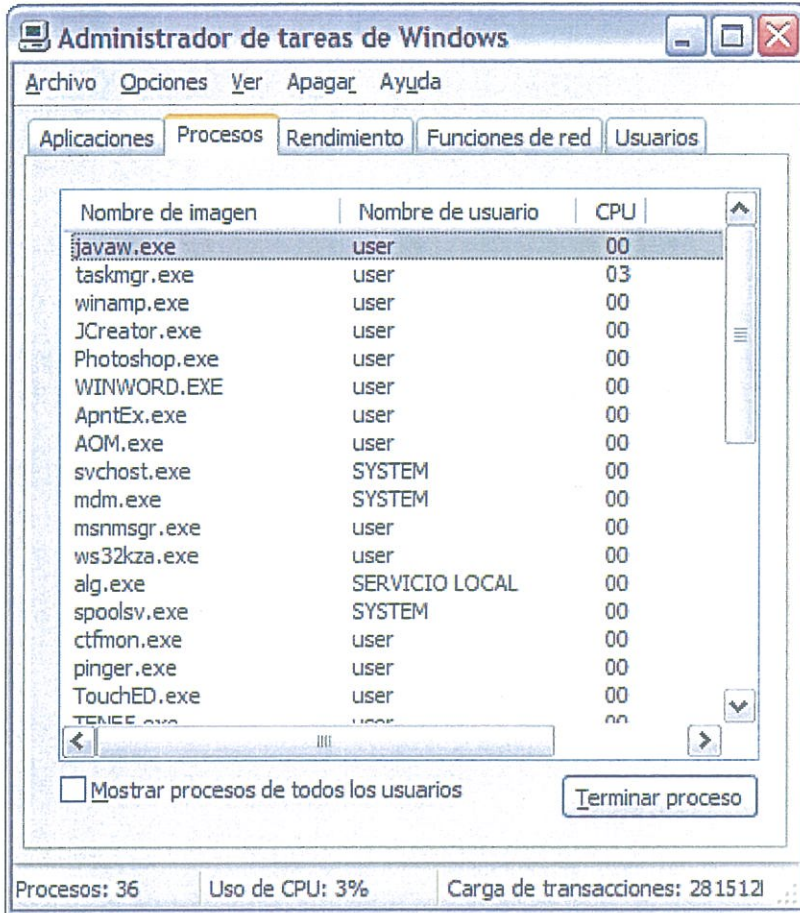 Administrador de tareas de Windows
Archivo Opciones Ver Apagar Ayuda
Aplicaciones Procesos Rendimiento Funciones de red Usuarios
Nombre de imagen Nombre de usuario CPU
javaw.exe user 00
taskmgr.exe user 03
winamp.exe user 00
JCreator.exe user 00
Photoshop.exe user 00
WINWORD.EXE user 00
ApntEx.exe user 00
AOM.exe user 00
svchost.exe SYSTEM 00
mdm.exe SYSTEM 00
msnmsgr.exe user 00
ws32kza.exe user 00
alg.exe SERVICIO LOCAL 00
spoolsv.exe SYSTEM 00
ctfmon.exe user 00
pinger.exe user 00
TouchED.exe user 00
user 00
Mostrar procesos de todos los usuarios Terminar proceso
Procesos: 36 Uso de CPU: 3% Carga de transacciones: 281512